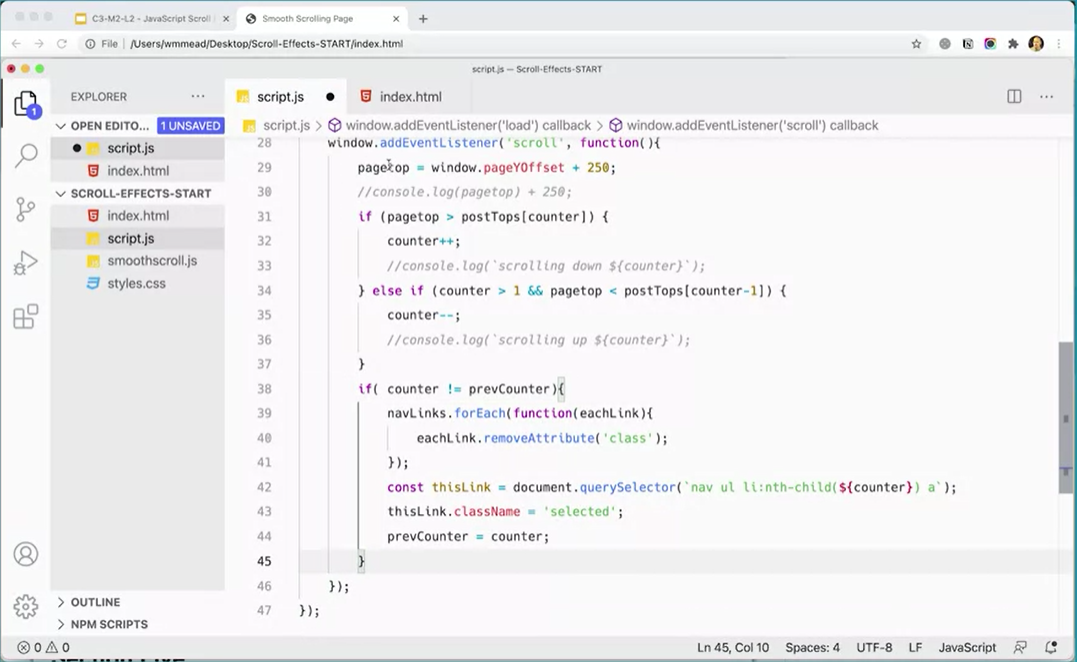 C3-M2-L2 - JavaScript Scroll
Smooth Scrolling Page
File /Users/wmmead/Desktop/Scroll-Effects-START/index.html
script.js — Scroll-Effects-START
EXPLORER
script.js
index.html
OPEN EDITO... 1 UNSAVED
script.js > window.addEventListener('load') callback > window.addEventListener('scroll') callback
script.js
index.html
SCROLL-EFFECTS-START
index.html
script.js
smoothscroll.js
styles.css
28 window.addEventListener('scroll', function(){
29 pagetop = window.pageYOffset + 250;
30 //console.log(pagetop) + 250;
31 if (pagetop > postTops[counter]) {
32 counter++;
33 //console.log(`scrolling down ${counter}`);
34 } else if (counter > 1 && pagetop < postTops[counter-1]) {
35 counter--;
36 //console.log(`scrolling up ${counter}`);
37 }
38 if( counter != prevCounter){
39 navLinks.forEach(function(eachLink){
40 eachLink.removeAttribute('class');
41 });
42 const thisLink = document.querySelector(`nav ul li:nth-child(${counter}) a`);
43 thisLink.className = 'selected';
44 prevCounter = counter;
45 }
46 });
47 });
1
OUTLINE
NPM SCRIPTS
0 0
Ln 45, Col 10 Spaces: 4 UTF-8 LF JavaScript